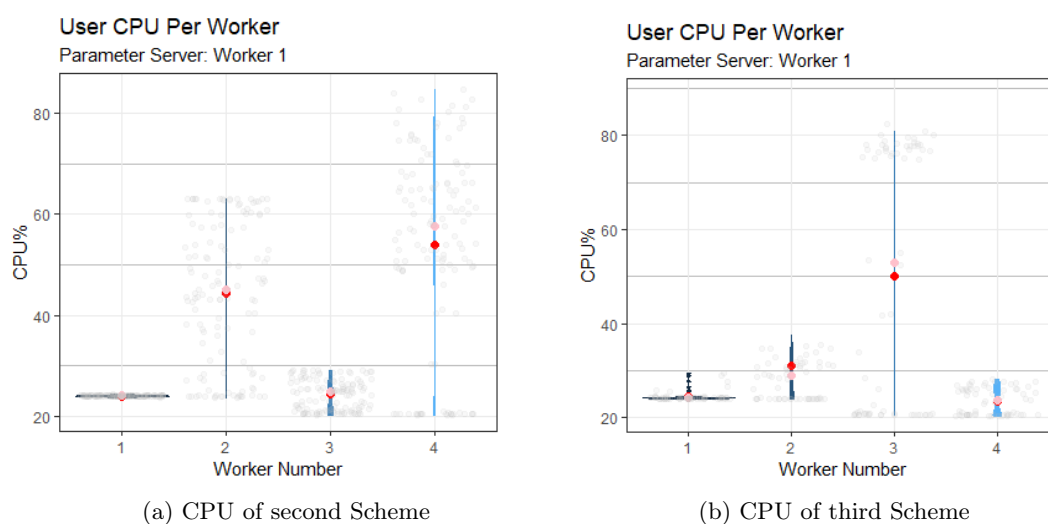 User CPU Per Worker
Parameter Server: Worker 1
CPU%
80
60
40
20
1 2 3 4
Worker Number
(a) CPU of second Scheme
User CPU Per Worker
Parameter Server: Worker 1
CPU%
80
60
40
20
1 2 3 4
Worker Number
(b) CPU of third Scheme